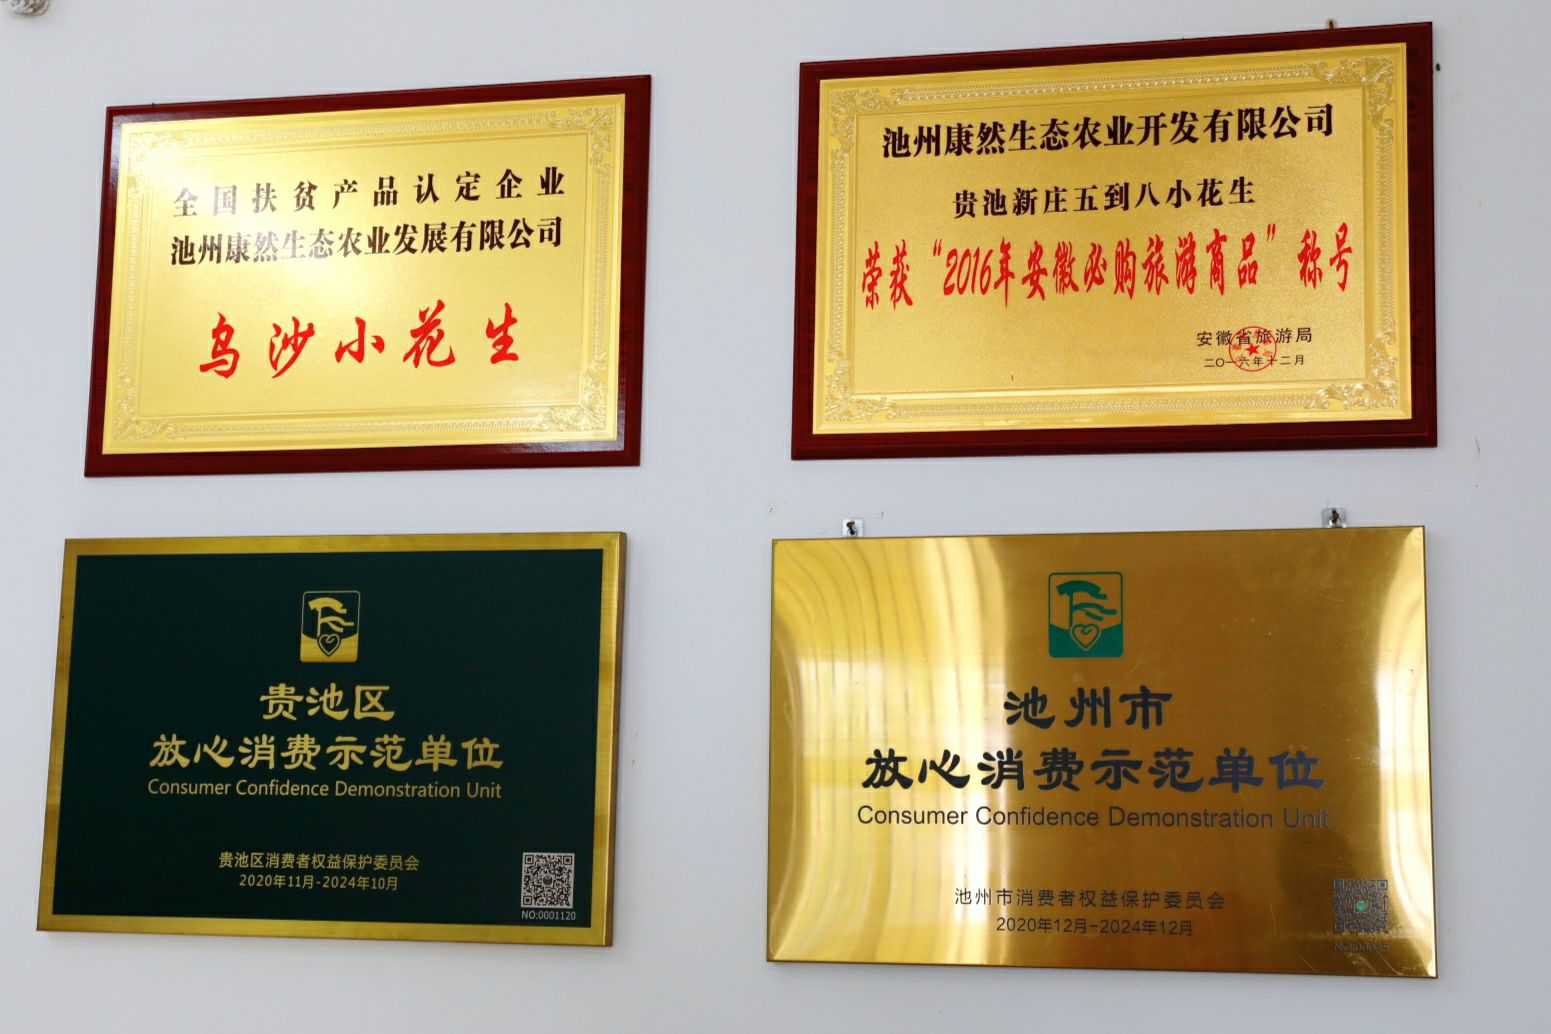 全国扶贫产品认定企业
池州康然生态农业发展有限公司
乌沙小花生
池州康然生态农业开发有限公司
贵池新庄五到八小花生
荣获“2016年安徽必购旅游商品”称号
安徽省旅游局
二〇一六年十二月
贵池区
放心消费示范单位
Consumer Confidence Demonstration Unit
贵池区消费者权益保护委员会
2020年11月-2024年10月
NO:0001120
池州市
放心消费示范单位
Consumer Confidence Demonstration Unit
池州市消费者权益保护委员会
2020年12月-2024年12月